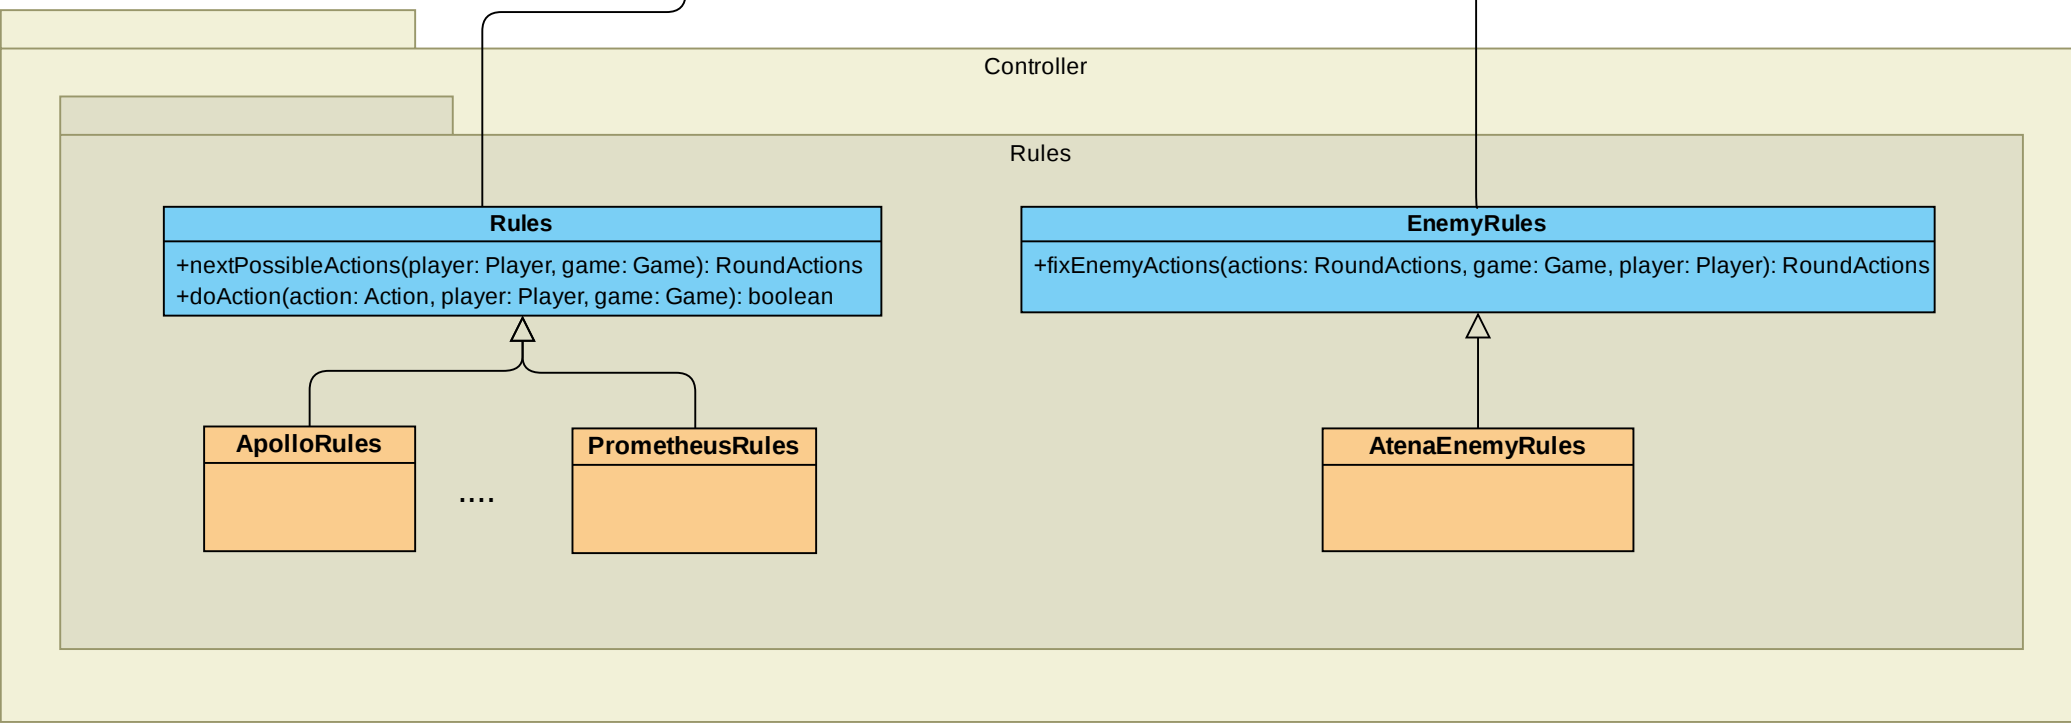 Controller
Rules
Rules
+nextPossibleActions(player: Player, game: Game): RoundActions
+doAction(action: Action, player: Player, game: Game): boolean
EnemyRules
+fixEnemyActions(actions: RoundActions, game: Game, player: Player): RoundActions
ApolloRules
....
PrometheusRules
AtenaEnemyRules